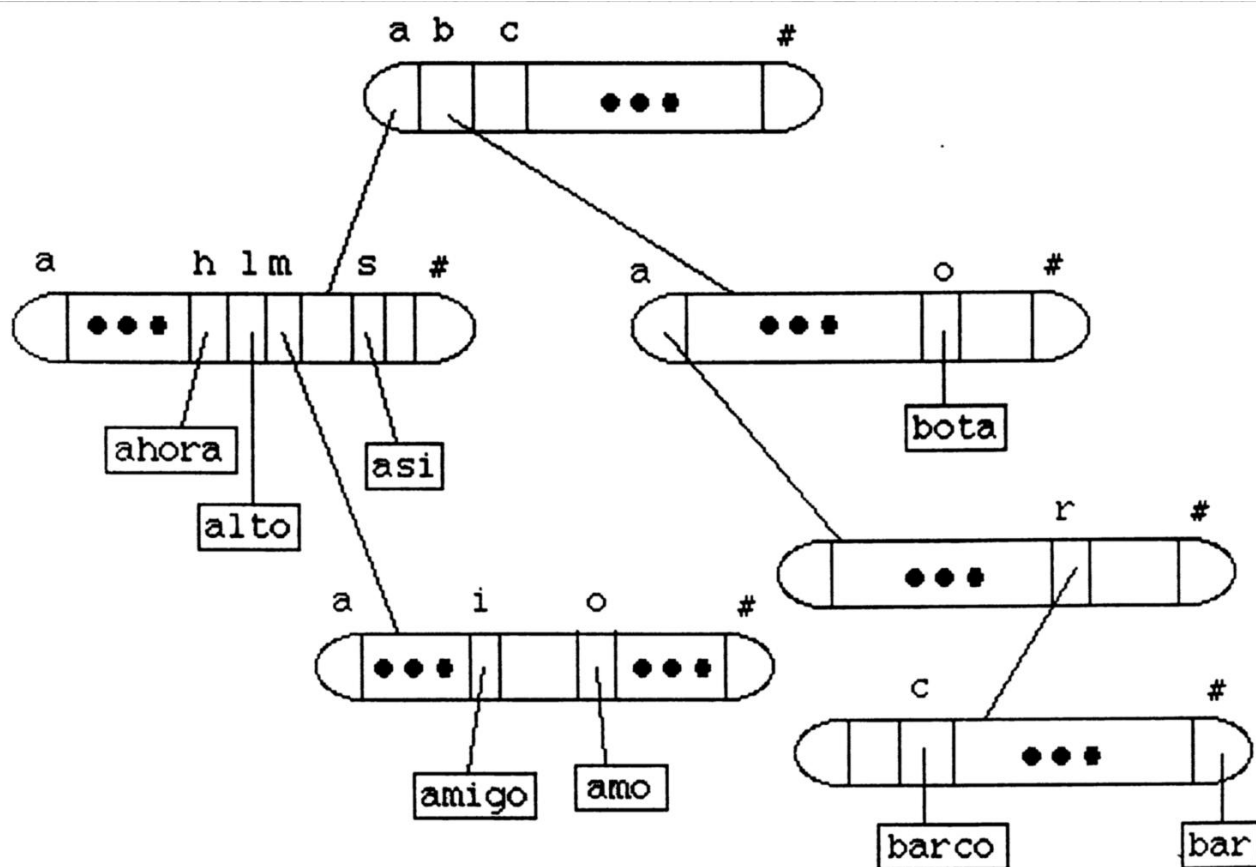 a b c #
a h l m s #
a o #
ahora
alto
asi
bota
r #
a i o #
c #
amigo
amo
barco
bar